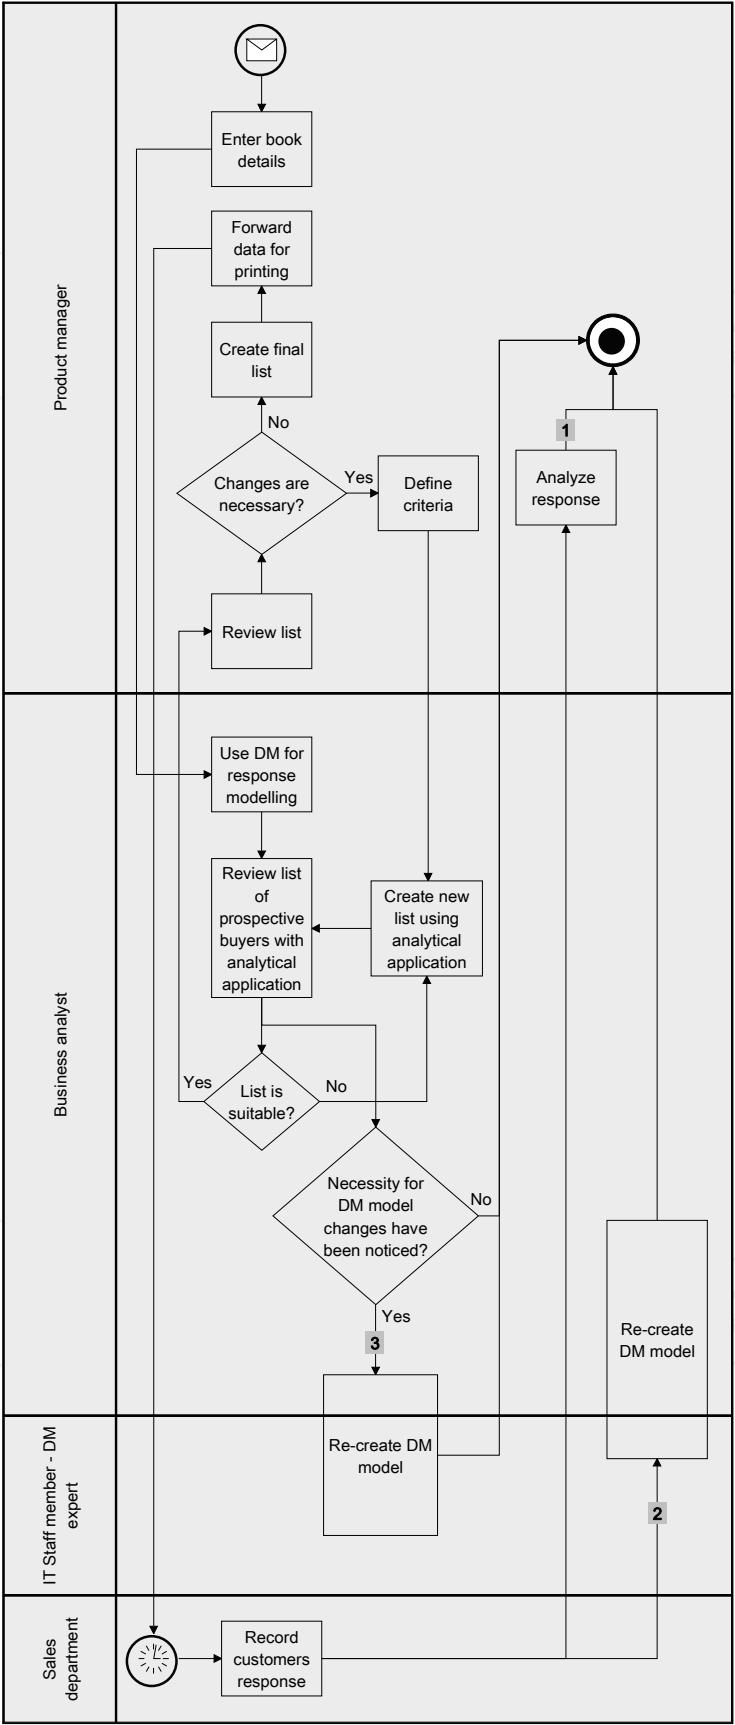 Product manager
Enter book
details
Forward
data for
printing
Create final
list
No
Changes are
necessary?
Yes
Define
criteria
1
Analyze
response
Review list
Business analyst
Use DM for
response
modelling
Review list
of
prospective
buyers with
analytical
application
Create new
list using
analytical
application
Yes
List is
suitable?
No
Necessity for
DM model
changes have
been noticed?
No
Yes
3
Re-create
DM model
IT Staff member - DM
expert
Re-create DM
model
2
Sales
department
Record
customers
response